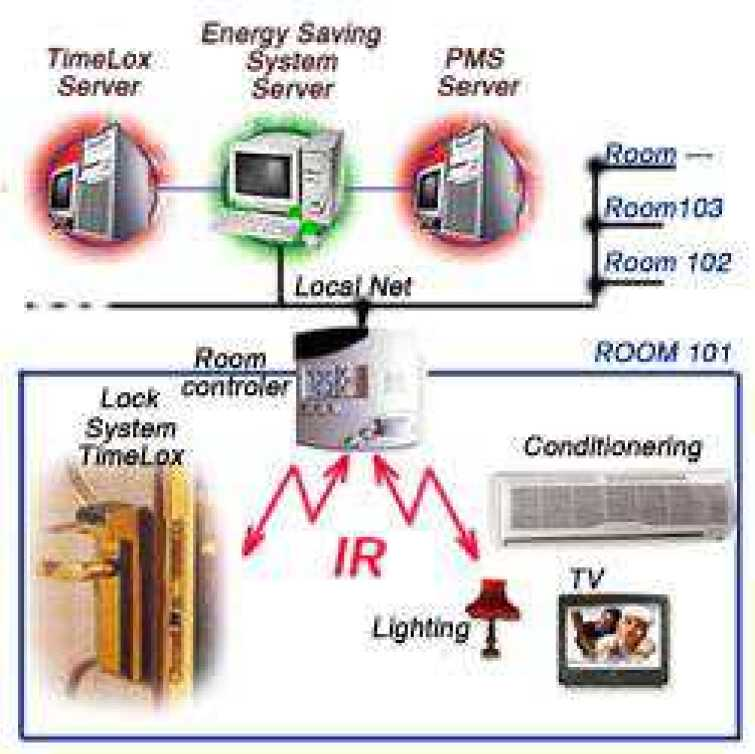 TimeLox
Server
Energy Saving
System
Server
PMS
Server
Room ---
Room103
Room 102
Local Net
ROOM 101
Room
controler
Lock
System
TimeLox
Conditionering
IR
TV
Lighting